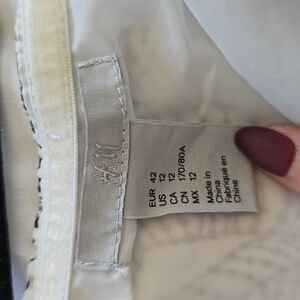 H&M
EUR 42
US 12
CA 12
CN 170/80A
MX 12
Made in
China
Fabriqué en
Chine